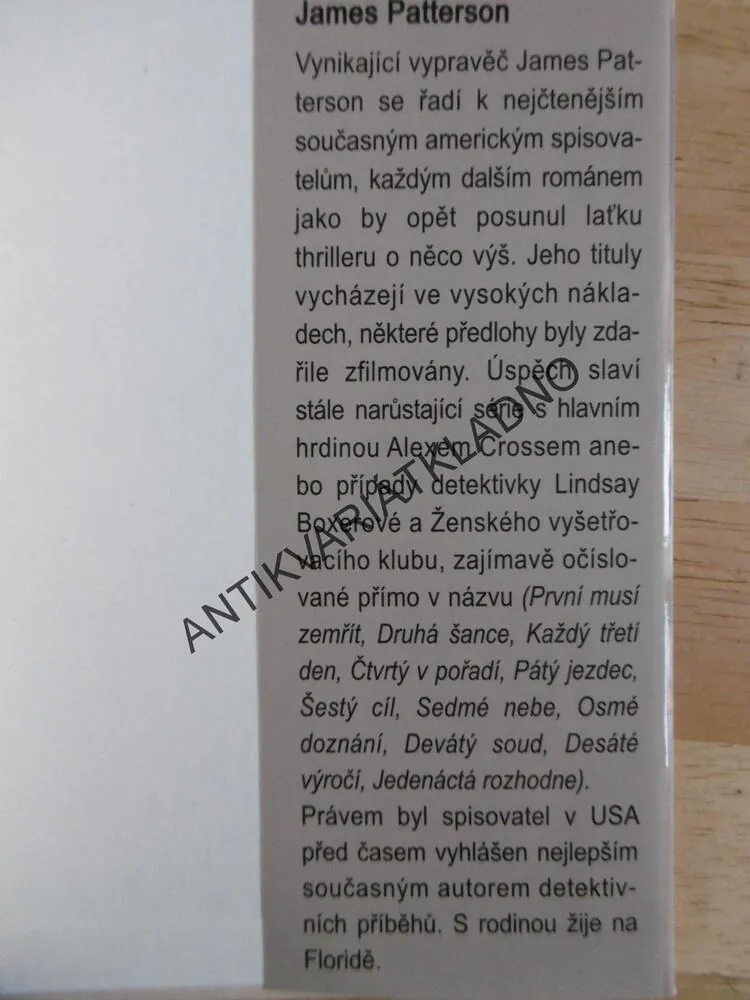 James Patterson
Vynikající vypravěč James Pat-
terson se řadí k nejčtenějším
současným americkým spisova-
telům, každým dalším románem
jako by opět posunul laťku
thrilleru o něco výš. Jeho tituly
vycházejí ve vysokých nákla-
dech, některé předlohy byly zda-
řile zfilmovány. Úspěch slaví
stále narůstající série s hlavním
hrdinou Alexem Crossem ane-
bo případy detektivky Lindsay
Boxerové a Ženského vyšetřo-
vacího klubu, zajímavě očíslo-
vané přímo v názvu (První musí
zemřít, Druhá šance, Každý třetí
den, Čtvrtý v pořadí, Pátý jezdec,
Šestý cíl, Sedmé nebe, Osmé
doznání, Devátý soud, Desáté
výročí, Jedenáctá rozhodne).
Právem byl spisovatel v USA
před časem vyhlášen nejlepším
současným autorem detektiv-
ních příběhů. S rodinou žije na
Floridě.
ANTIKVARIATKLADNO